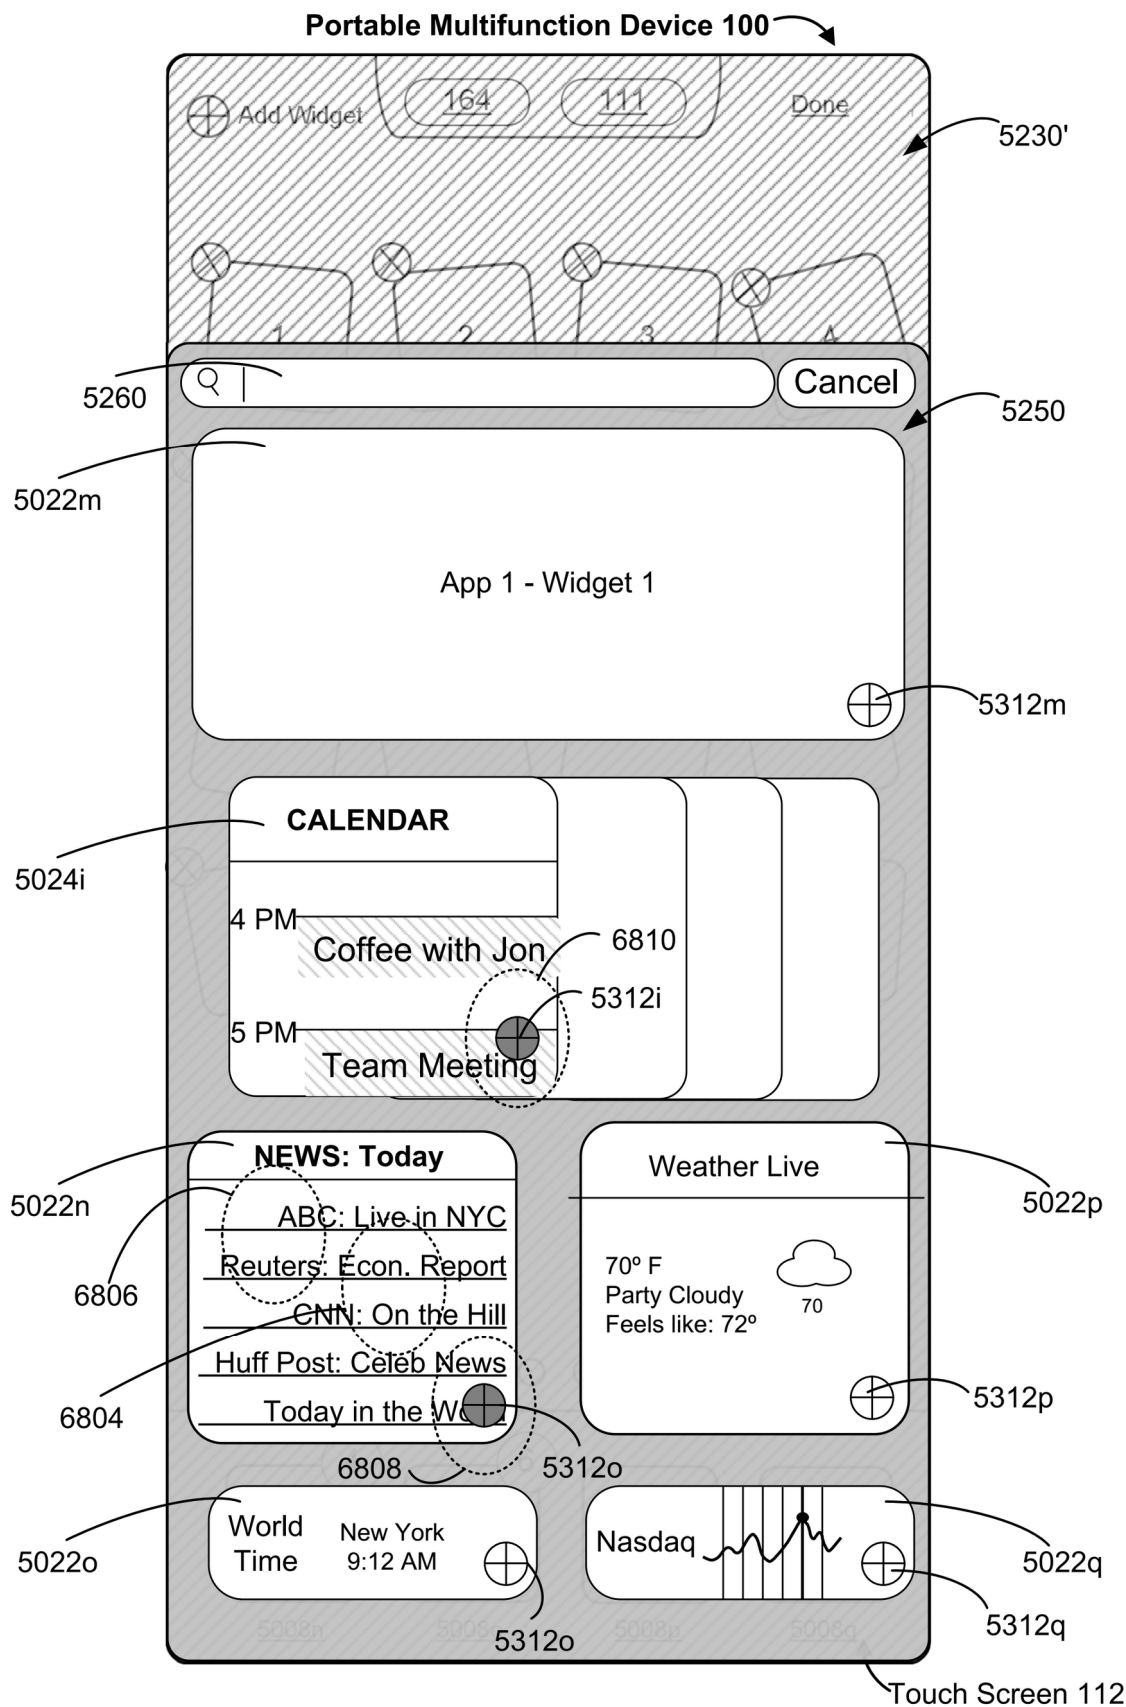 Portable Multifunction Device 100
164
111
Add Widget
Done
5230'
1
2
3
4
5260
Cancel
5250
5022m
App 1 - Widget 1
5312m
CALENDAR
5024i
4 PM
Coffee with Jon
6810
5312i
5 PM
Team Meeting
NEWS: Today
Weather Live
5022n
5022p
ABC: Live in NYC
Reuters: Econ. Report
70º F
6806
Party Cloudy
70
CNN: On the Hill
Feels like: 72º
Huff Post: Celeb News
6804
Today in the
5312p
6808
5312o
World
Time
New York
9:12 AM
Nasdaq
5022o
5022q
5312o
5312q
5008p
5008q
Touch Screen 112